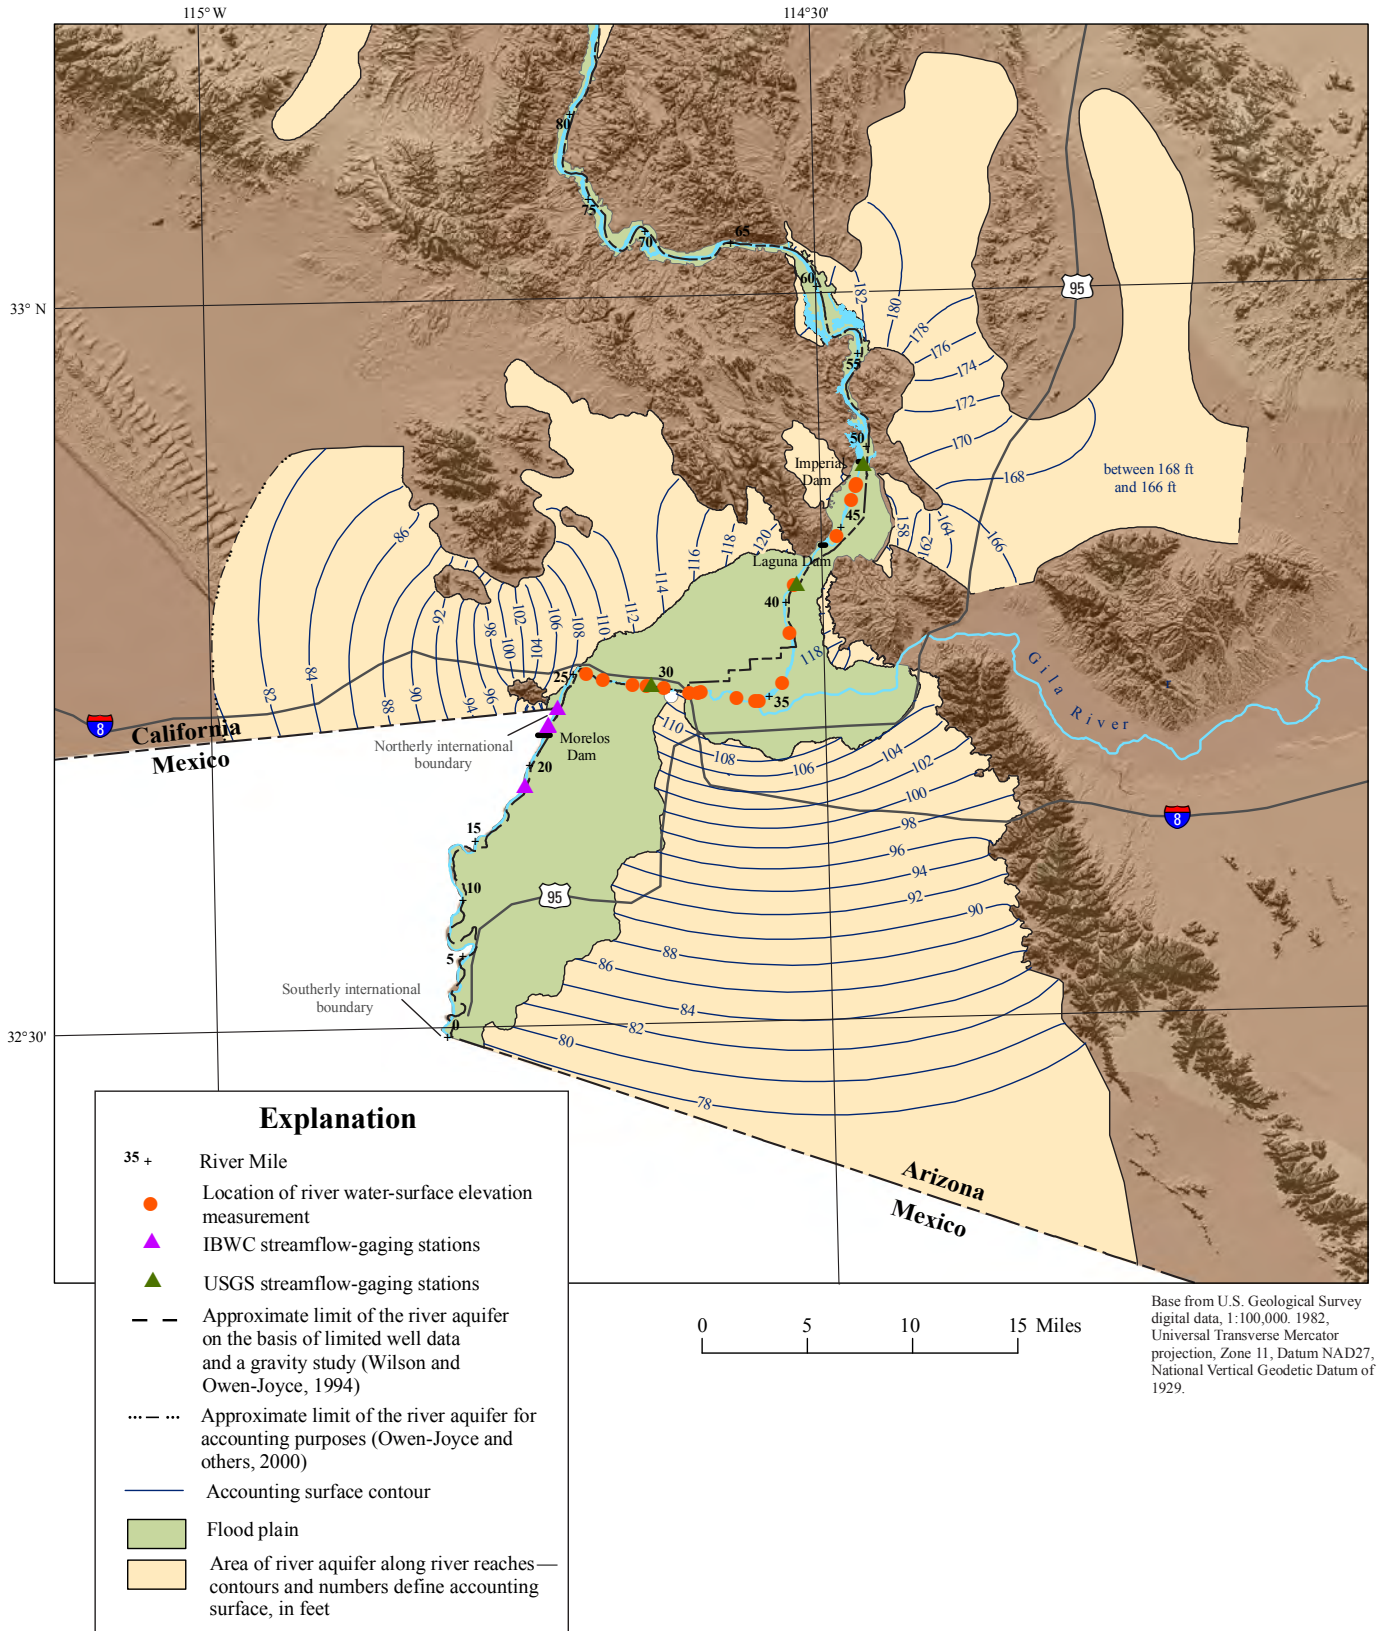 115°W
114°30'
33° N
32°30'
80
75
70
65
60
55
50
45
40
35
30
25
20
15
10
5
0
182
180
178
176
174
172
170
168
between 168 ft
and 166 ft
166
164
162
158
Imperial
Dam
Laguna Dam
95
86
84
82
88
90
92
94
96
98
100
102
104
106
108
110
112
114
116
118
120
118
Gila
River
8
California
Mexico
Northerly international
boundary
Morelos
Dam
110
108
106
104
102
100
98
96
94
92
90
88
86
84
82
80
78
8
95
Southerly international
boundary
Arizona
Mexico
Explanation
35 + River Mile
Location of river water-surface elevation
measurement
IBWC streamflow-gaging stations
USGS streamflow-gaging stations
Approximate limit of the river aquifer
on the basis of limited well data
and a gravity study (Wilson and
Owen-Joyce, 1994)
Approximate limit of the river aquifer for
accounting purposes (Owen-Joyce and
others, 2000)
Accounting surface contour
Flood plain
Area of river aquifer along river reaches—
contours and numbers define accounting
surface, in feet
0 5 10 15 Miles
Base from U.S. Geological Survey
digital data, 1:100,000. 1982,
Universal Transverse Mercator
projection, Zone 11, Datum NAD27,
National Vertical Geodetic Datum of
1929.